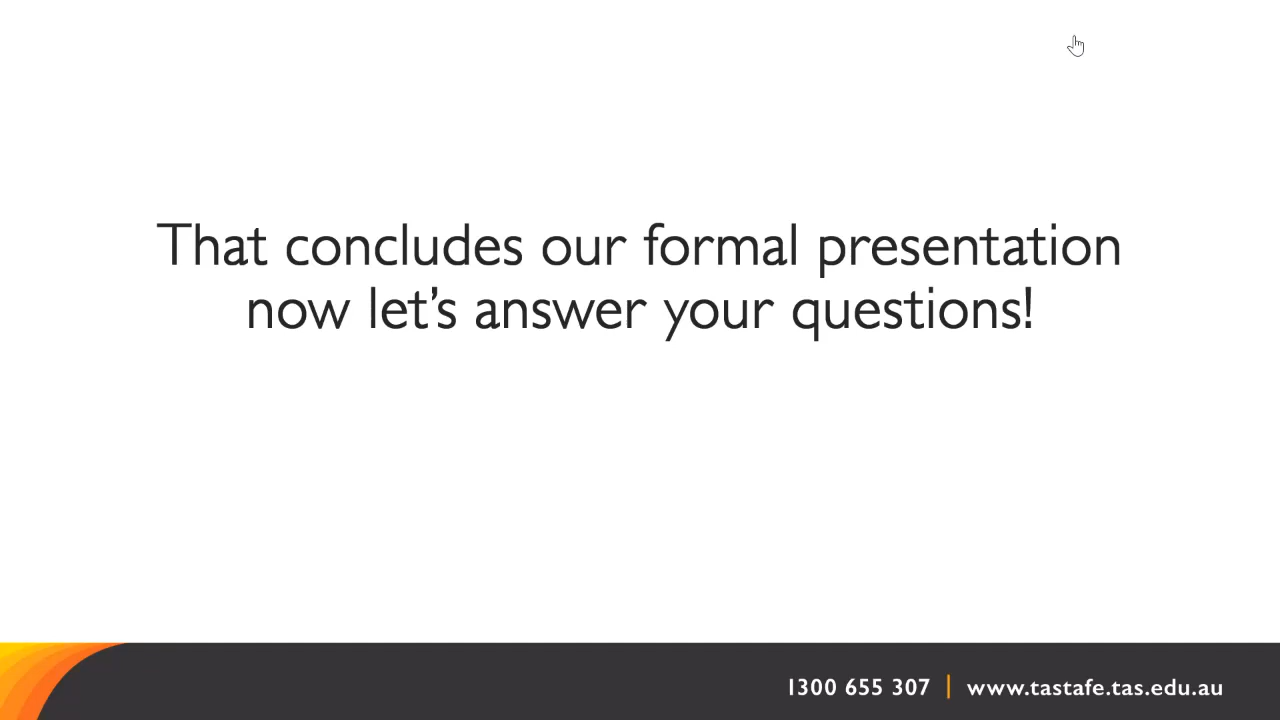 That concludes our formal presentation
now let’s answer your questions!
1300 655 307 | www.tastafe.tas.edu.au